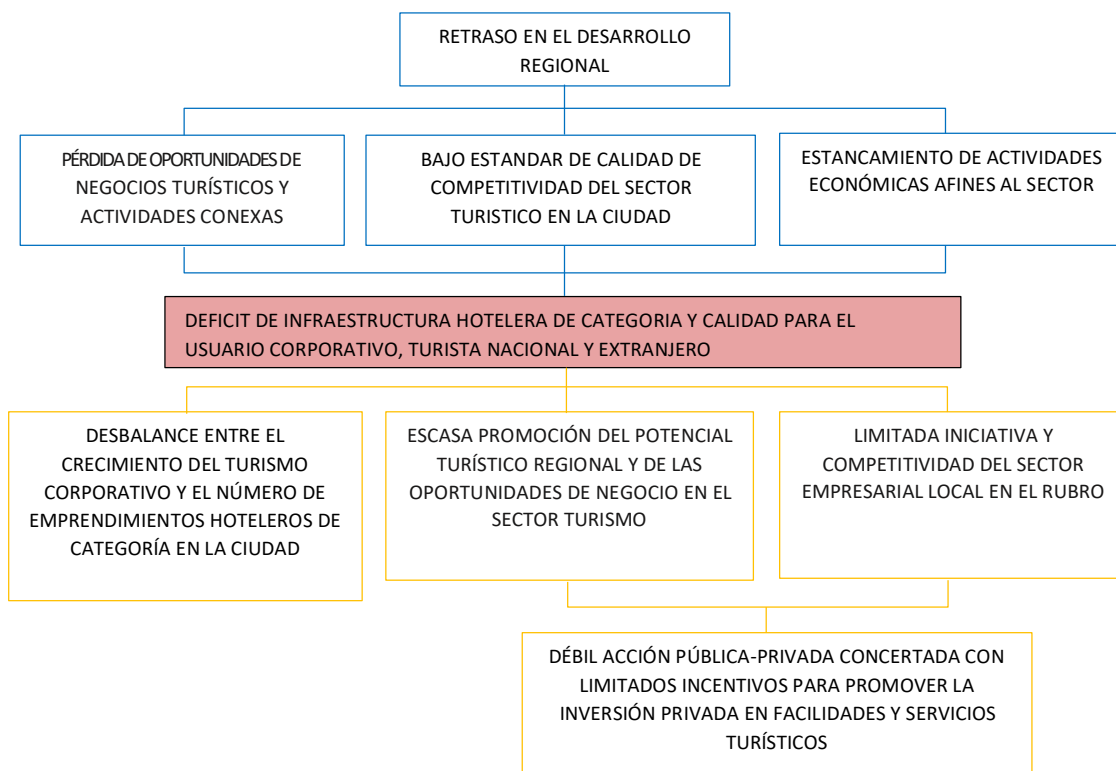 RETRASO EN EL DESARROLLO
REGIONAL
PÉRDIDA DE OPORTUNIDADES DE
NEGOCIOS TURÍSTICOS Y
ACTIVIDADES CONEXAS
BAJO ESTANDAR DE CALIDAD DE
COMPETITIVIDAD DEL SECTOR
TURISTICO EN LA CIUDAD
ESTANCAMIENTO DE ACTIVIDADES
ECONÓMICAS AFINES AL SECTOR
DEFICIT DE INFRAESTRUCTURA HOTELERA DE CATEGORIA Y CALIDAD PARA EL
USUARIO CORPORATIVO, TURISTA NACIONAL Y EXTRANJERO
DESBALANCE ENTRE EL
CRECIMIENTO DEL TURISMO
CORPORATIVO Y EL NÚMERO DE
EMPRENDIMIENTOS HOTELEROS DE
CATEGORÍA EN LA CIUDAD
ESCASA PROMOCIÓN DEL POTENCIAL
TURÍSTICO REGIONAL Y DE LAS
OPORTUNIDADES DE NEGOCIO EN EL
SECTOR TURISMO
LIMITADA INICIATIVA Y
COMPETITIVIDAD DEL SECTOR
EMPRESARIAL LOCAL EN EL RUBRO
DÉBIL ACCIÓN PÚBLICA-PRIVADA CONCERTADA CON
LIMITADOS INCENTIVOS PARA PROMOVER LA
INVERSIÓN PRIVADA EN FACILIDADES Y SERVICIOS
TURÍSTICOS